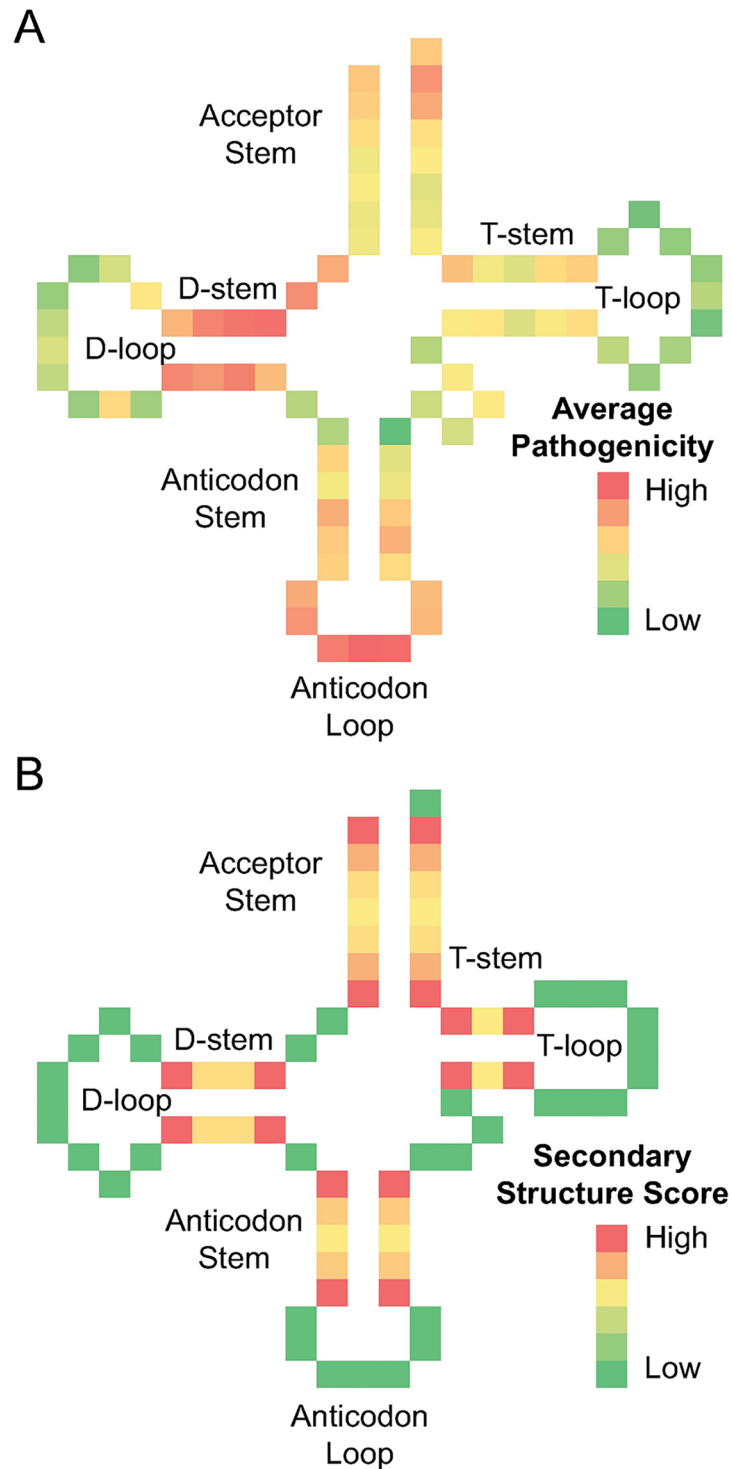 A
Acceptor
Stem
T-stem
D-stem
T-loop
D-loop
Average
Pathogenicity
Anticodon
Stem
High
Low
Anticodon
Loop
B
Acceptor
Stem
T-stem
D-stem
T-loop
D-loop
Secondary
Structure Score
Anticodon
Stem
High
Low
Anticodon
Loop